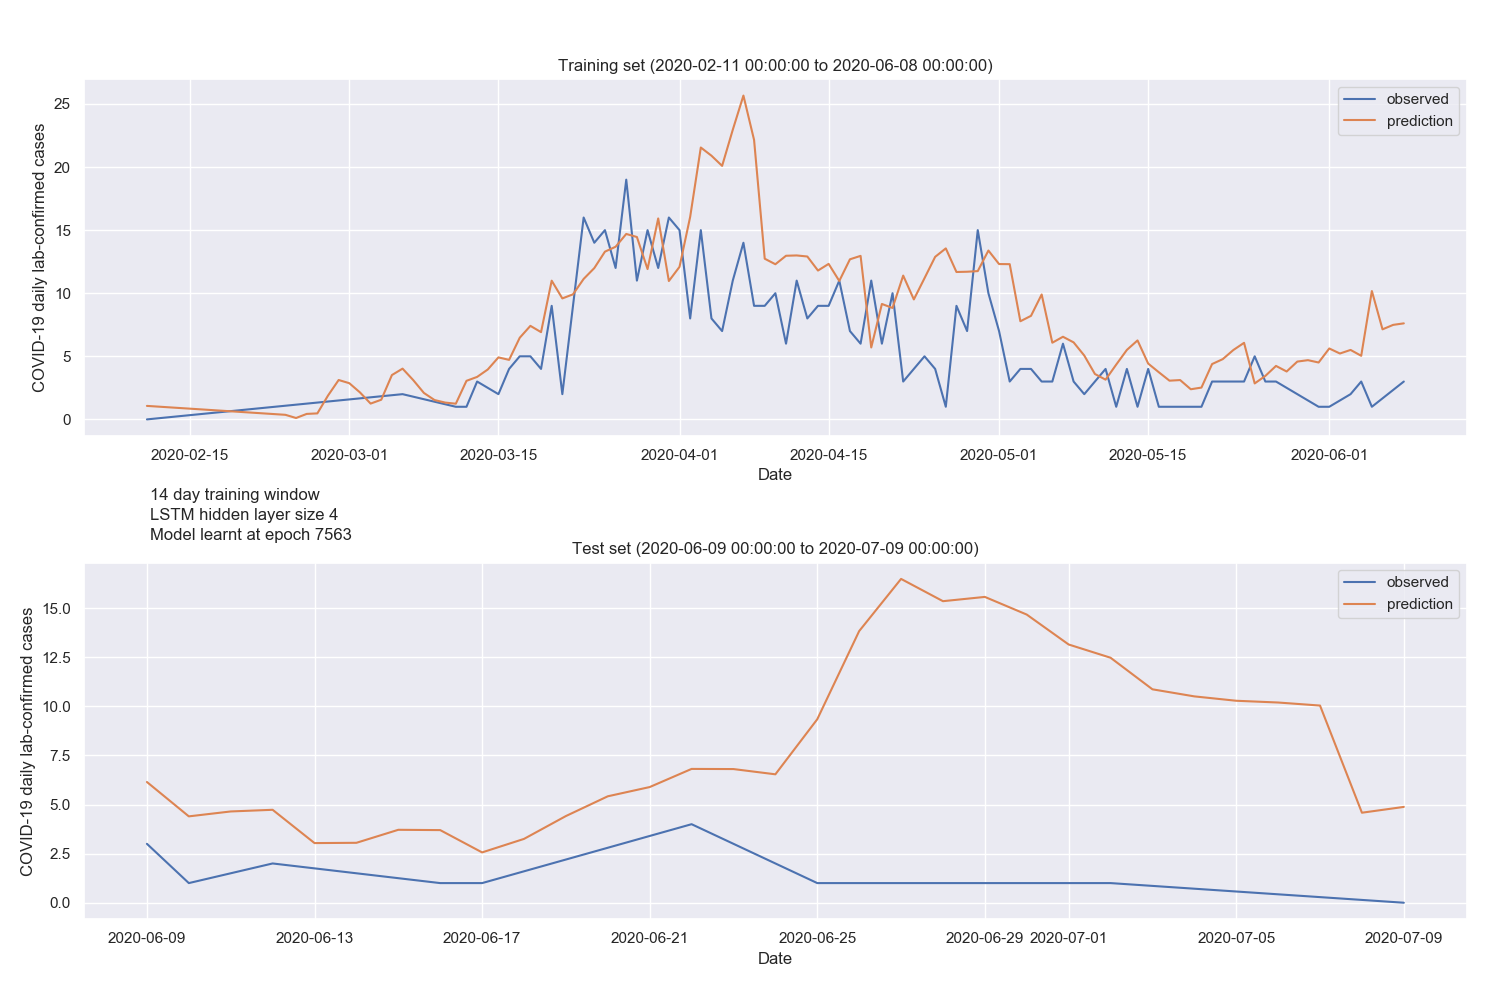 Training set (2020-02-11 00:00:00 to 2020-06-08 00:00:00)
COVID-19 daily lab-confirmed cases
25
20
15
10
5
0
observed
prediction
2020-02-15
2020-03-01
2020-03-15
2020-04-01
2020-04-15
2020-05-01
2020-05-15
2020-06-01
Date
14 day training window
LSTM hidden layer size 4
Model learnt at epoch 7563
Test set (2020-06-09 00:00:00 to 2020-07-09 00:00:00)
COVID-19 daily lab-confirmed cases
15.0
12.5
10.0
7.5
5.0
2.5
0.0
observed
prediction
2020-06-09
2020-06-13
2020-06-17
2020-06-21
2020-06-25
2020-06-29
2020-07-01
2020-07-05
2020-07-09
Date